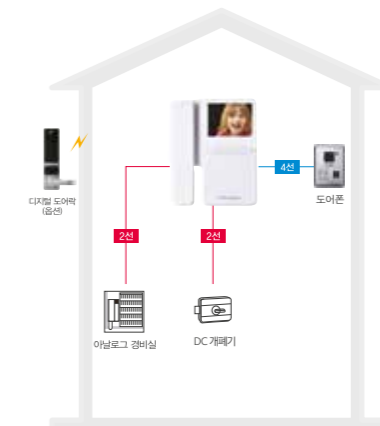 4선
디지털 도어락
(옵션)
도어폰
2선
2선
아날로그 경비실
DC 개폐기